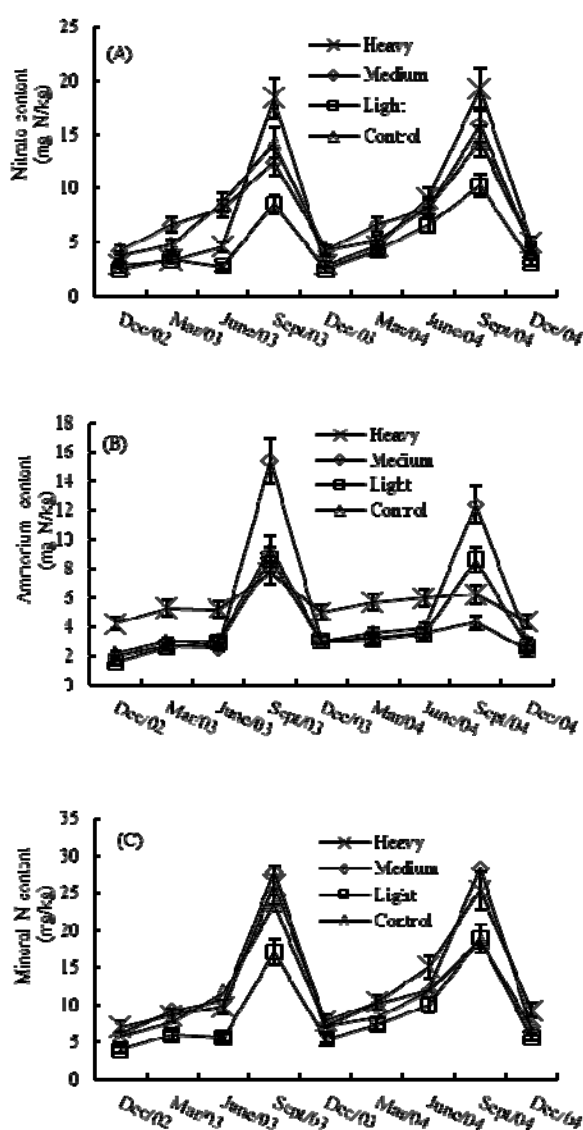 (A)
Heavy
Medium
Light
Control
Nitrate content
(mg N/kg)
25
20
15
10
5
0
Dec/02
Mar/03
June/03
Sept/03
Dec/03
Mar/04
June/04
Sept/04
Dec/04
(B)
Heavy
Medium
Light
Control
Ammonium content
(mg N/kg)
18
16
14
12
10
8
6
4
2
0
Dec/02
Mar/03
June/03
Sept/03
Dec/03
Mar/04
June/04
Sept/04
Dec/04
(C)
Heavy
Medium
Light
Control
Mineral N content
(mg/kg)
35
30
25
20
15
10
5
0
Dec/02
Mar/03
June/03
Sept/03
Dec/03
Mar/04
June/04
Sept/04
Dec/04